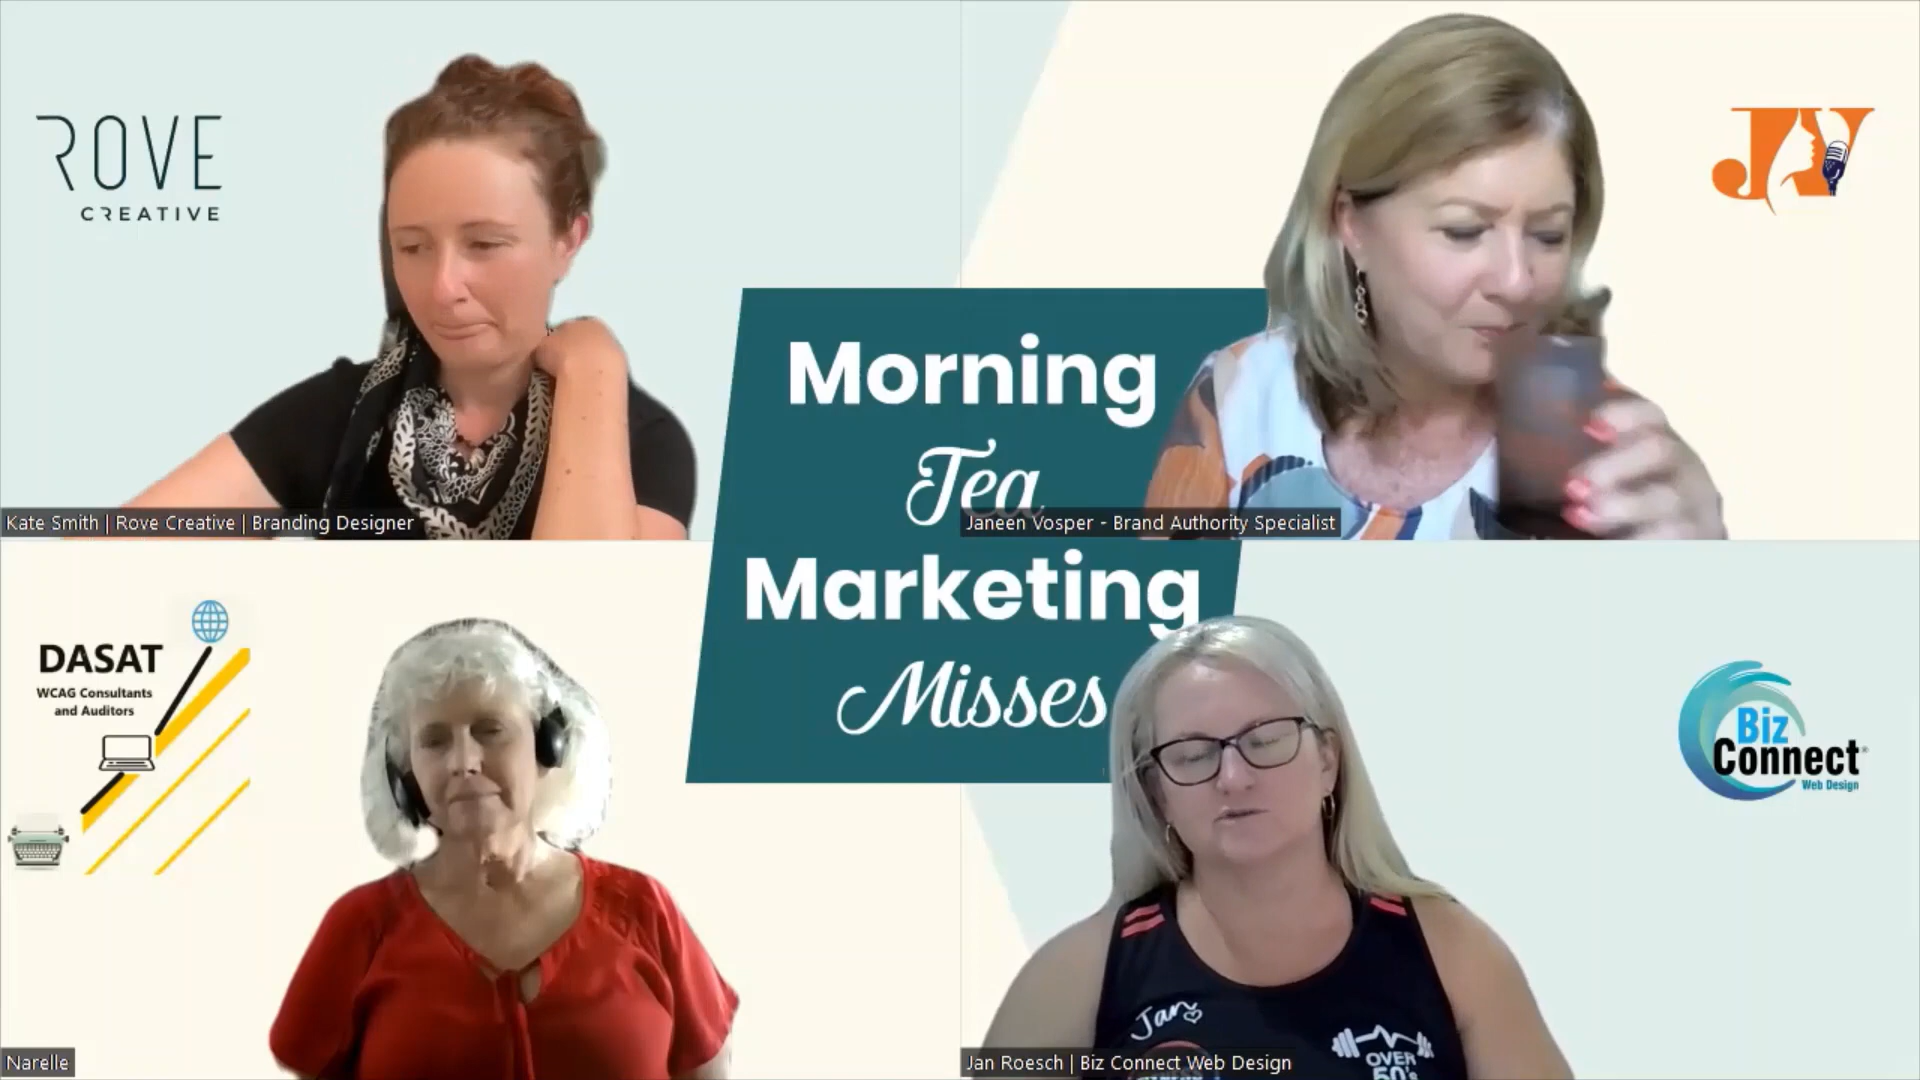 ROVE
CREATIVE
Kate Smith | Rove Creative | Branding Designer
JV
Janeen Vosper - Brand Authority Specialist
Morning
Tea
Marketing
Misses
DASAT
WCAG Consultants
and Auditors
Narelle
Biz
Connect®
Web Design
Jan
OVER
50's
Jan Roesch | Biz Connect Web Design